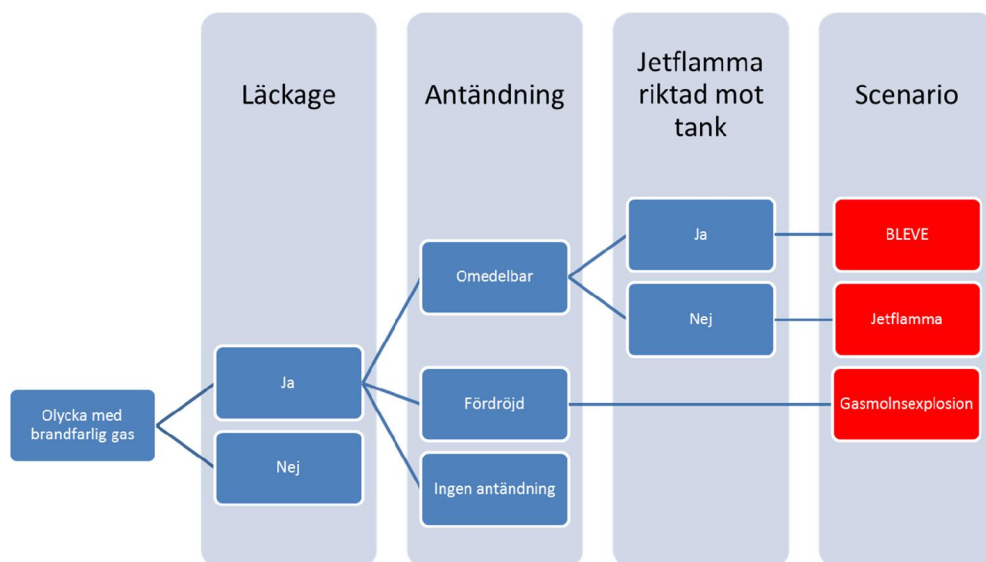 Läckage
Antändning
Jetflamma
riktad mot
tank
Scenario
Olycka med
brandfarlig gas
Ja
Nej
Omedelbar
Fördröjd
Ingen antändning
Ja
Nej
BLEVE
Jetflamma
Gasmolnsexplosion